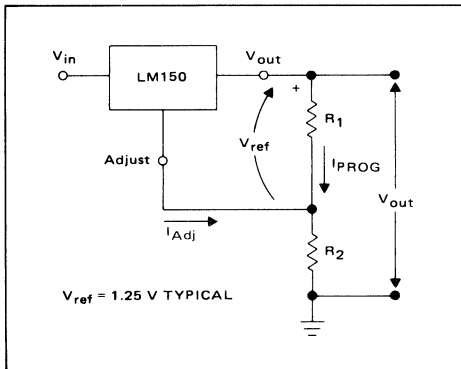 Vin
LM150
Vout
+
R1
Vref
IPROG
Adjust
Vout
IAdj
R2
Vref = 1.25 V TYPICAL